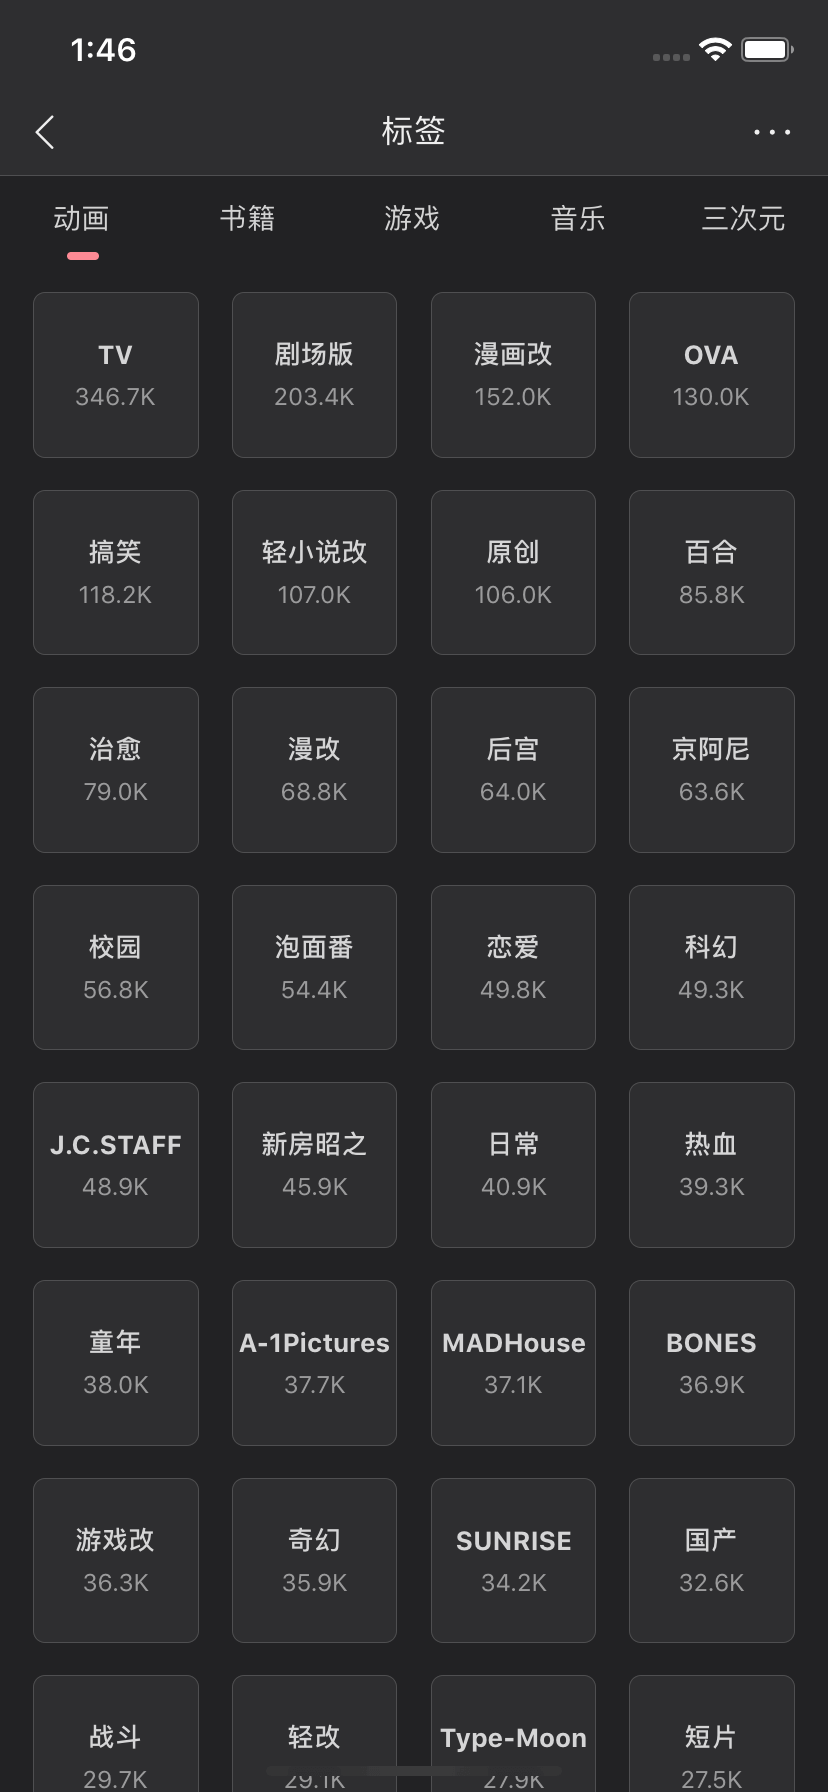 1:46
标签
动画 书籍 游戏 音乐 三次元
TV 剧场版 漫画改 OVA
346.7K 203.4K 152.0K 130.0K
搞笑 轻小说改 原创 百合
118.2K 107.0K 106.0K 85.8K
治愈 漫改 后宫 京阿尼
79.0K 68.8K 64.0K 63.6K
校园 泡面番 恋爱 科幻
56.8K 54.4K 49.8K 49.3K
J.C.STAFF 新房昭之 日常 热血
48.9K 45.9K 40.9K 39.3K
童年 A-1Pictures MADHouse BONES
38.0K 37.7K 37.1K 36.9K
游戏改 奇幻 SUNRISE 国产
36.3K 35.9K 34.2K 32.6K
战斗 轻改 Type-Moon 短片
29.7K 29.1K 27.9K 27.5K